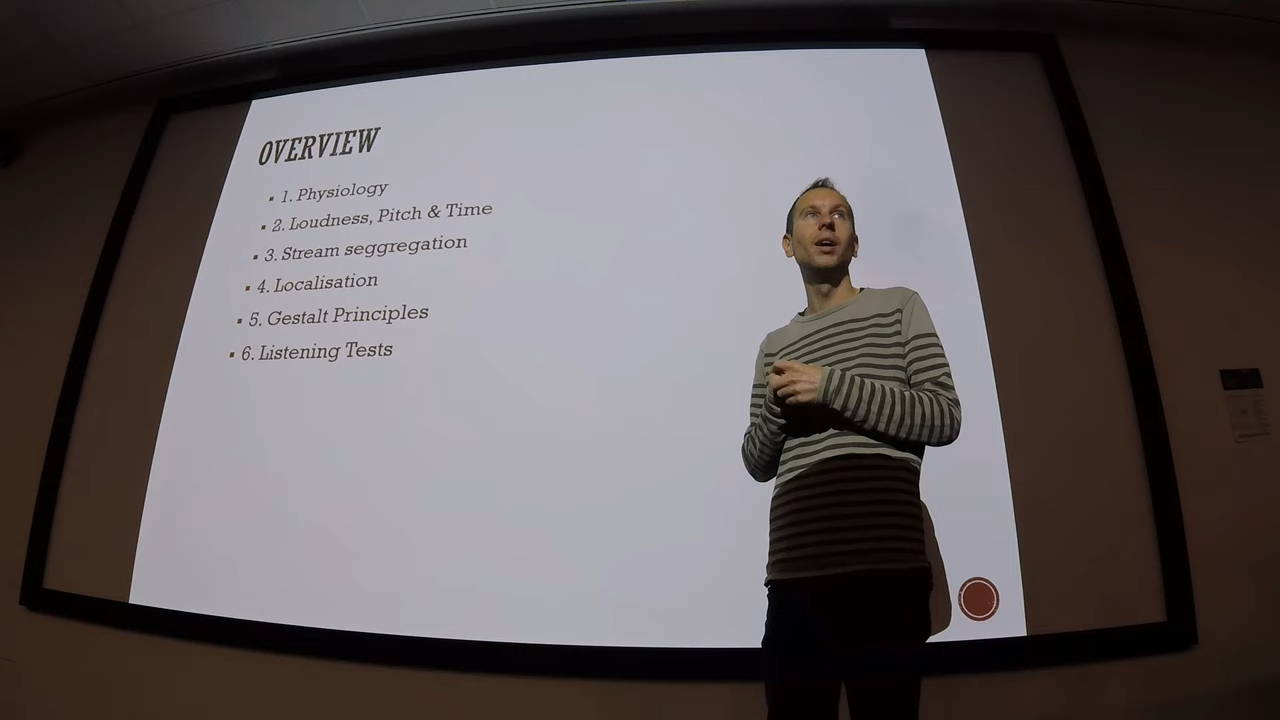 OVERVIEW
▪ 1. Physiology
▪ 2. Loudness, Pitch & Time
▪ 3. Stream seggregation
▪ 4. Localisation
▪ 5. Gestalt Principles
▪ 6. Listening Tests